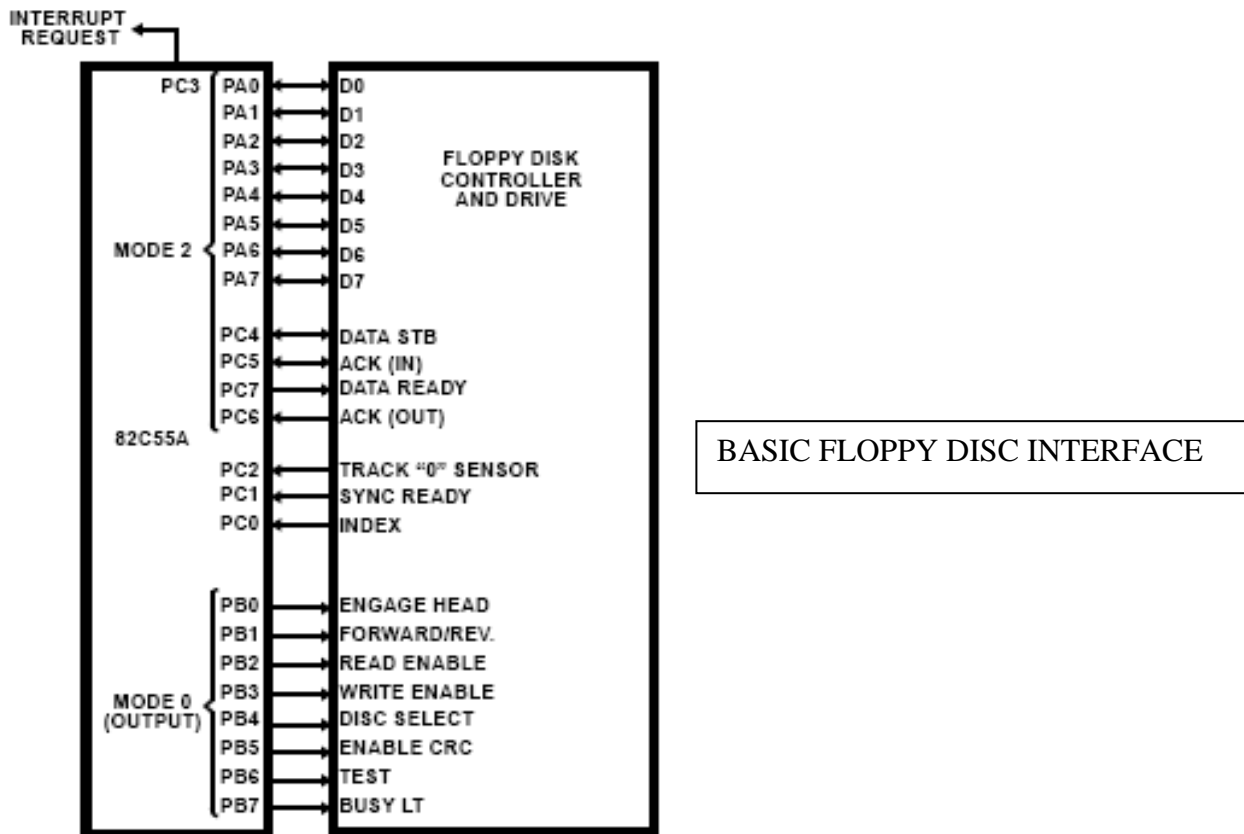 INTERRUPT
REQUEST
PC3 PA0 D0
PA1 D1
PA2 D2
PA3 D3
PA4 D4
PA5 D5
MODE 2 PA6 D6
PA7 D7
FLOPPY DISK
CONTROLLER
AND DRIVE
PC4 DATA STB
PC5 ACK (IN)
PC7 DATA READY
PC6 ACK (OUT)
82C55A
PC2 TRACK “0” SENSOR
PC1 SYNC READY
PC0 INDEX
PB0 ENGAGE HEAD
PB1 FORWARD/REV.
PB2 READ ENABLE
PB3 WRITE ENABLE
MODE 0
(OUTPUT)
PB4 DISC SELECT
PB5 ENABLE CRC
PB6 TEST
PB7 BUSY LT
BASIC FLOPPY DISC INTERFACE